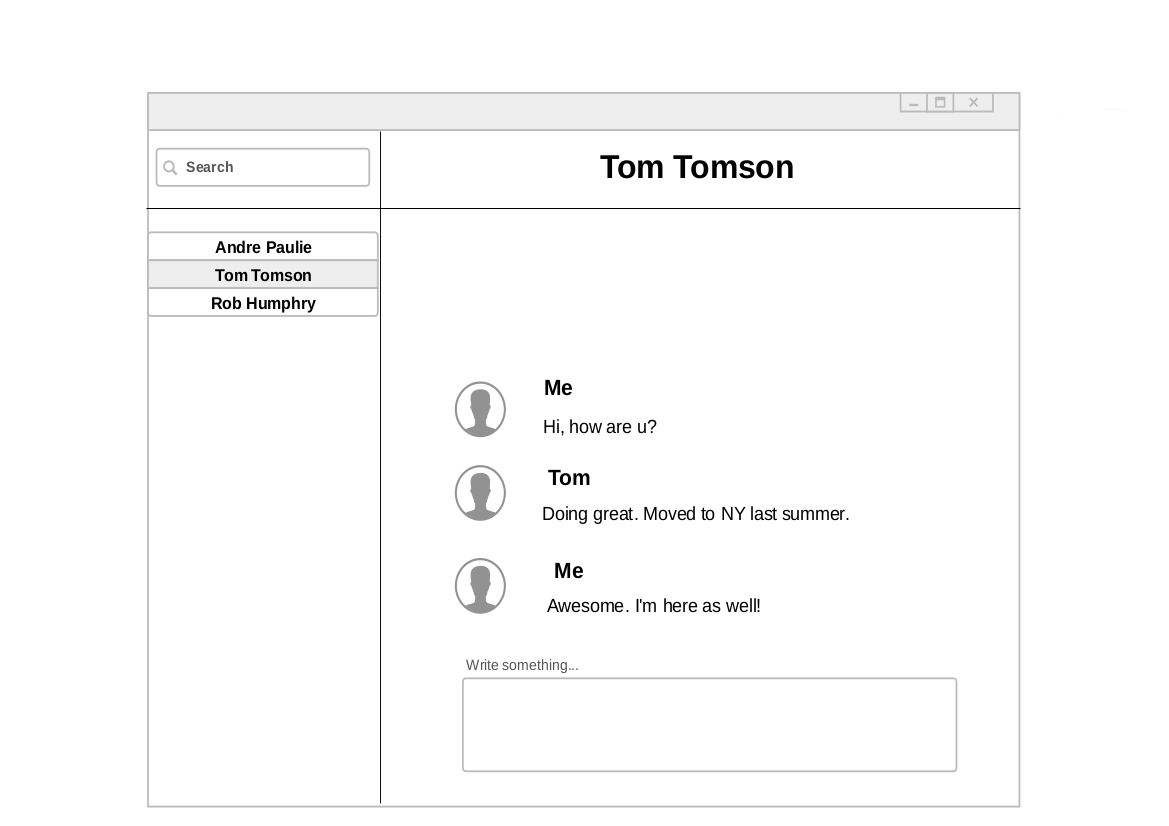 Search
Tom Tomson
Andre Paulie
Tom Tomson
Rob Humphry
Me
Hi, how are u?
Tom
Doing great. Moved to NY last summer.
Me
Awesome. I'm here as well!
Write something...